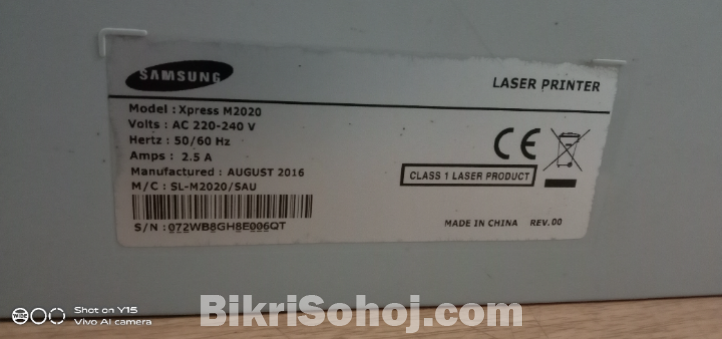 SAMSUNG
LASER PRINTER
Model : Xpress M2020
Volts : AC 220-240 V
Hertz : 50/60 Hz
Amps : 2.5 A
Manufactured : AUGUST 2016
M/C : SL-M2020/SAU
CE
CLASS 1 LASER PRODUCT
S/N : 072WB8GH8E006QT
MADE IN CHINA REV.00
Shot on Y15
Vivo AI camera
BikriSohoj.com